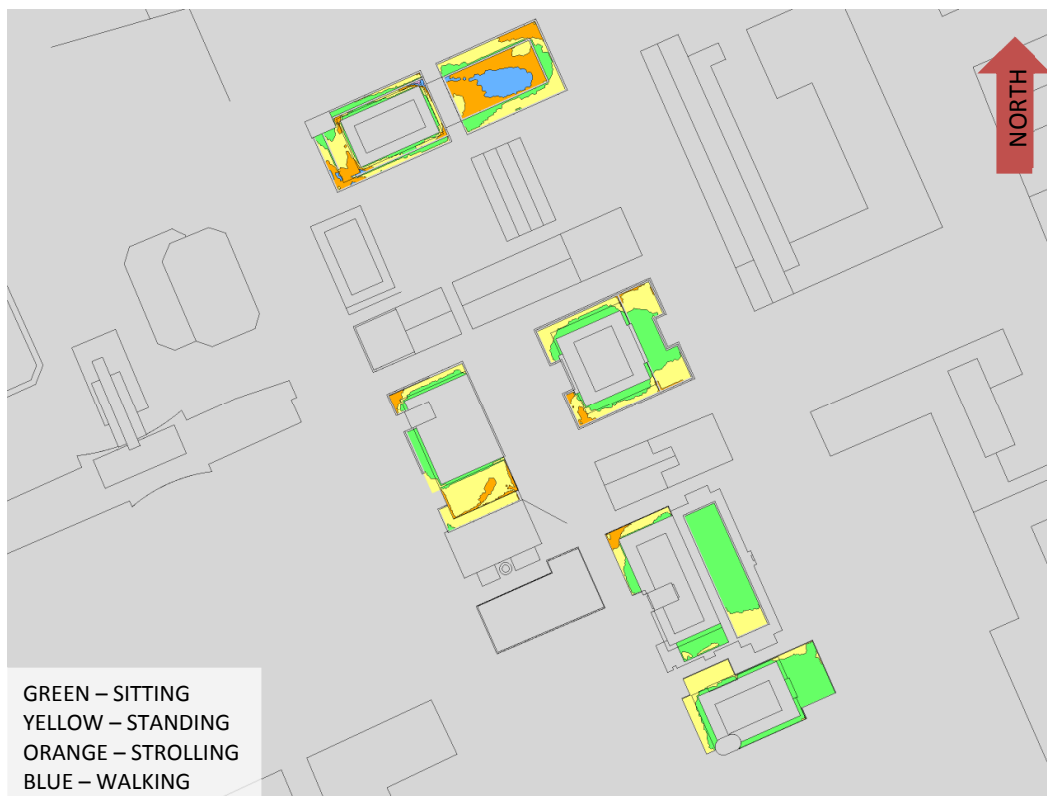 NORTH
GREEN – SITTING
YELLOW – STANDING
ORANGE – STROLLING
BLUE – WALKING